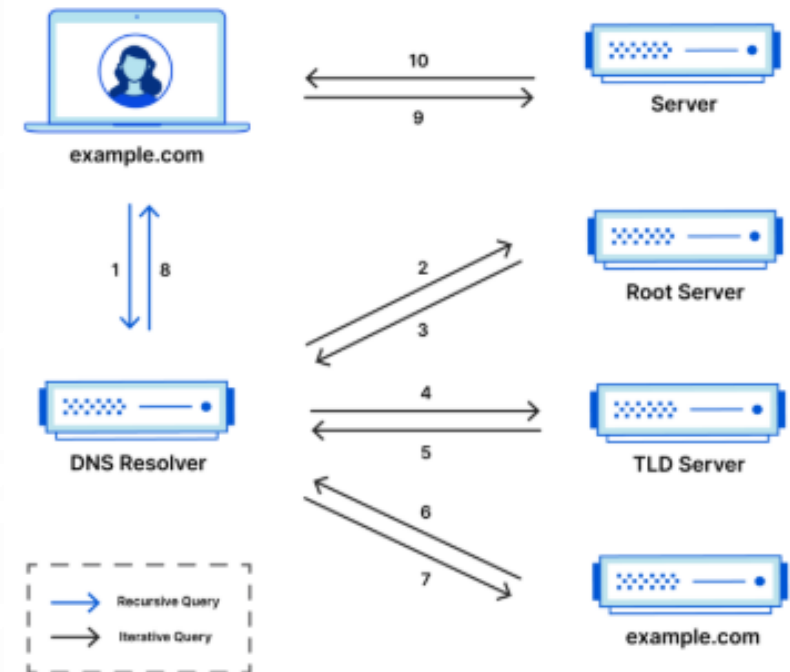 10
9
Server
example.com
1
8
2
3
Root Server
4
5
DNS Resolver
TLD Server
6
7
Recursive Query
Iterative Query
example.com